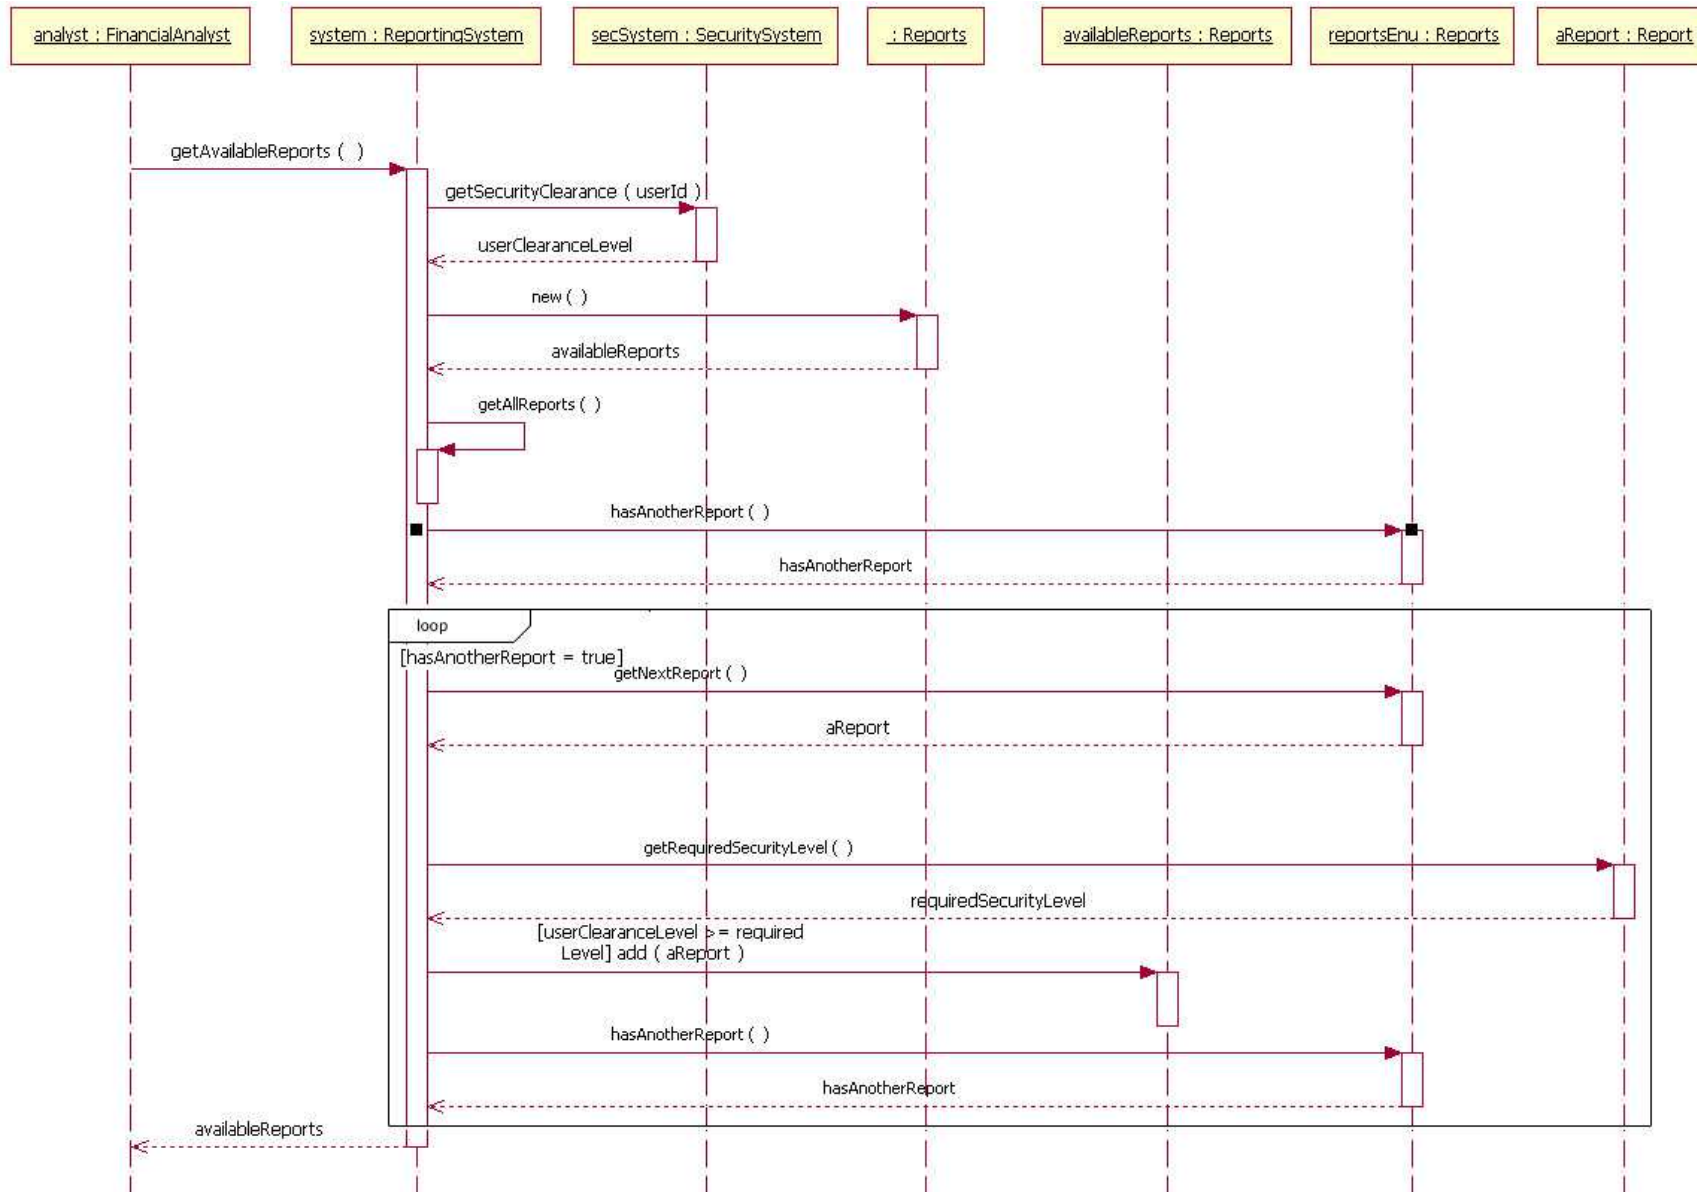 analyst : FinancialAnalyst
system : ReportingSystem
secSystem : SecuritySystem
: Reports
availableReports : Reports
reportsEnu : Reports
aReport : Report
getAvailableReports ( )
getSecurityClearance ( userId )
userClearanceLevel
new ( )
availableReports
getAllReports ( )
hasAnotherReport ( )
hasAnotherReport
loop
[hasAnotherReport = true]
getNextReport ( )
aReport
getRequiredSecurityLevel ( )
requiredSecurityLevel
[userClearanceLevel >= required
Level] add ( aReport )
hasAnotherReport ( )
hasAnotherReport
availableReports